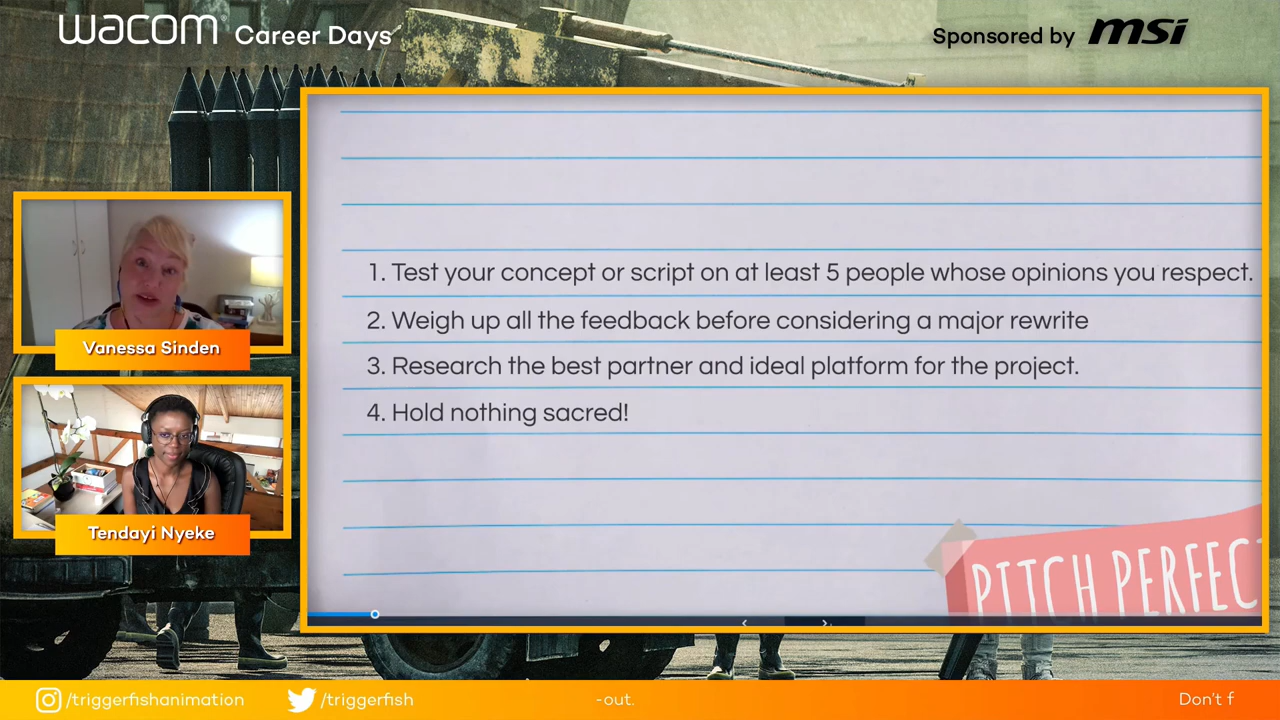 wacom Career Days
Sponsored by msi
1. Test your concept or script on at least 5 people whose opinions you respect.
2. Weigh up all the feedback before considering a major rewrite
3. Research the best partner and ideal platform for the project.
4. Hold nothing sacred!
Vanessa Sinden
Tendayi Nyeke
PITCH PERFEC
/triggerfishanimation
/triggerfish
-out.
Don't f